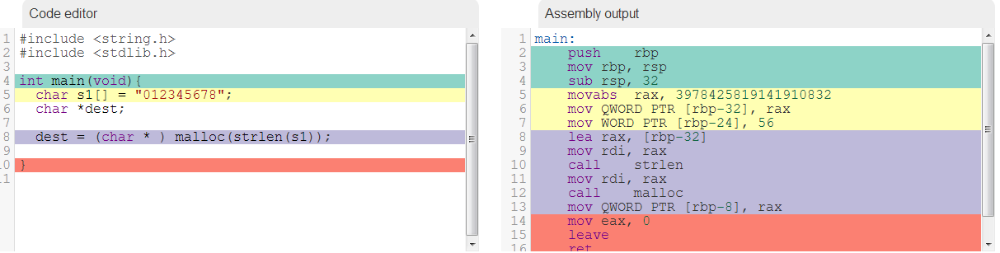 Code editor
1 #include <string.h>
2 #include <stdlib.h>
3
4 int main(void){
5 char s1[] = "012345678";
6 char *dest;
7
8 dest = (char * ) malloc(strlen(s1));
9
10 }
11
Assembly output
1 main:
2 push rbp
3 mov rbp, rsp
4 sub rsp, 32
5 movabs rax, 3978425819141910832
6 mov QWORD PTR [rbp-32], rax
7 mov WORD PTR [rbp-24], 56
8 lea rax, [rbp-32]
9 mov rdi, rax
10 call strlen
11 mov rdi, rax
12 call malloc
13 mov QWORD PTR [rbp-8], rax
14 mov eax, 0
15 leave
16 ret